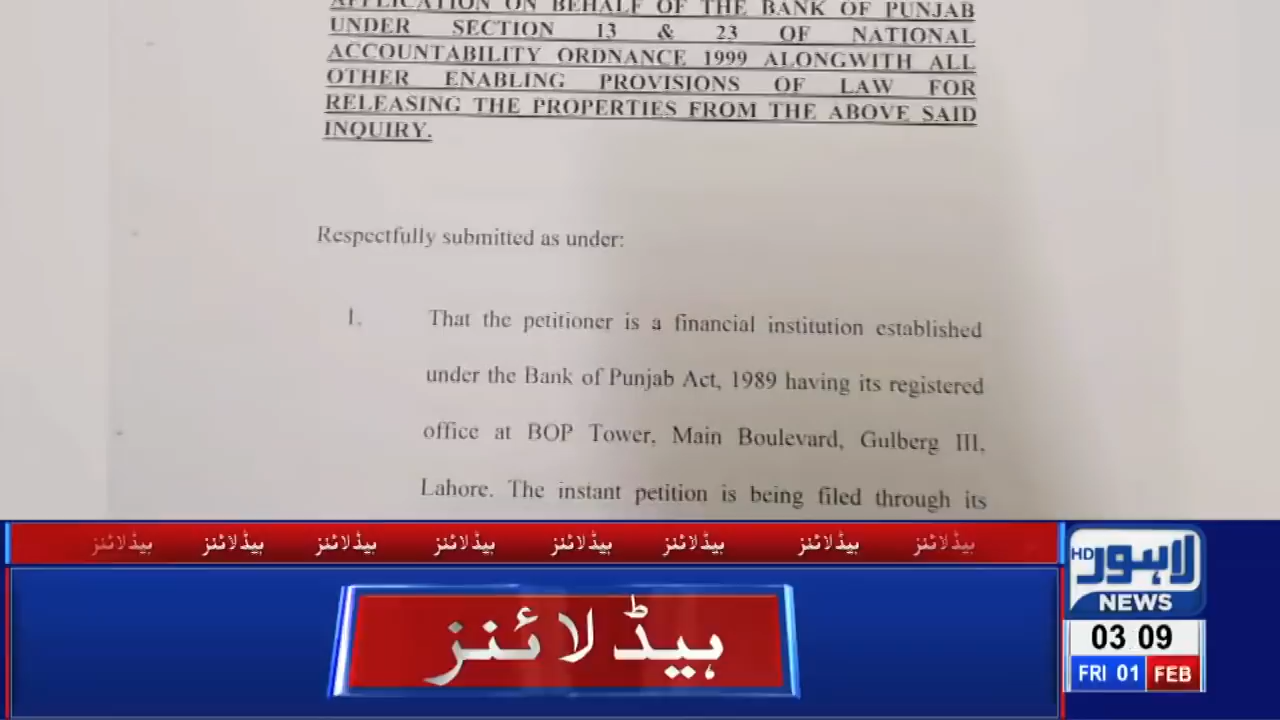 APPLICATION ON BEHALF OF THE BANK OF PUNJAB
UNDER SECTION 13 & 23 OF NATIONAL
ACCOUNTABILITY ORDNANCE 1999 ALONGWITH ALL
OTHER ENABLING PROVISIONS OF LAW FOR
RELEASING THE PROPERTIES FROM THE ABOVE SAID
INQUIRY.
Respectfully submitted as under:
1. That the petitioner is a financial institution established
under the Bank of Punjab Act, 1989 having its registered
office at BOP Tower, Main Boulevard, Gulberg III,
Lahore. The instant petition is being filed through its
ہیڈلائنز ہیڈلائنز ہیڈلائنز ہیڈلائنز ہیڈلائنز ہیڈلائنز ہیڈلائنز ہیڈلائنز
ہیڈلائنز
HD لاہور
NEWS
03 09
FRI 01 FEB